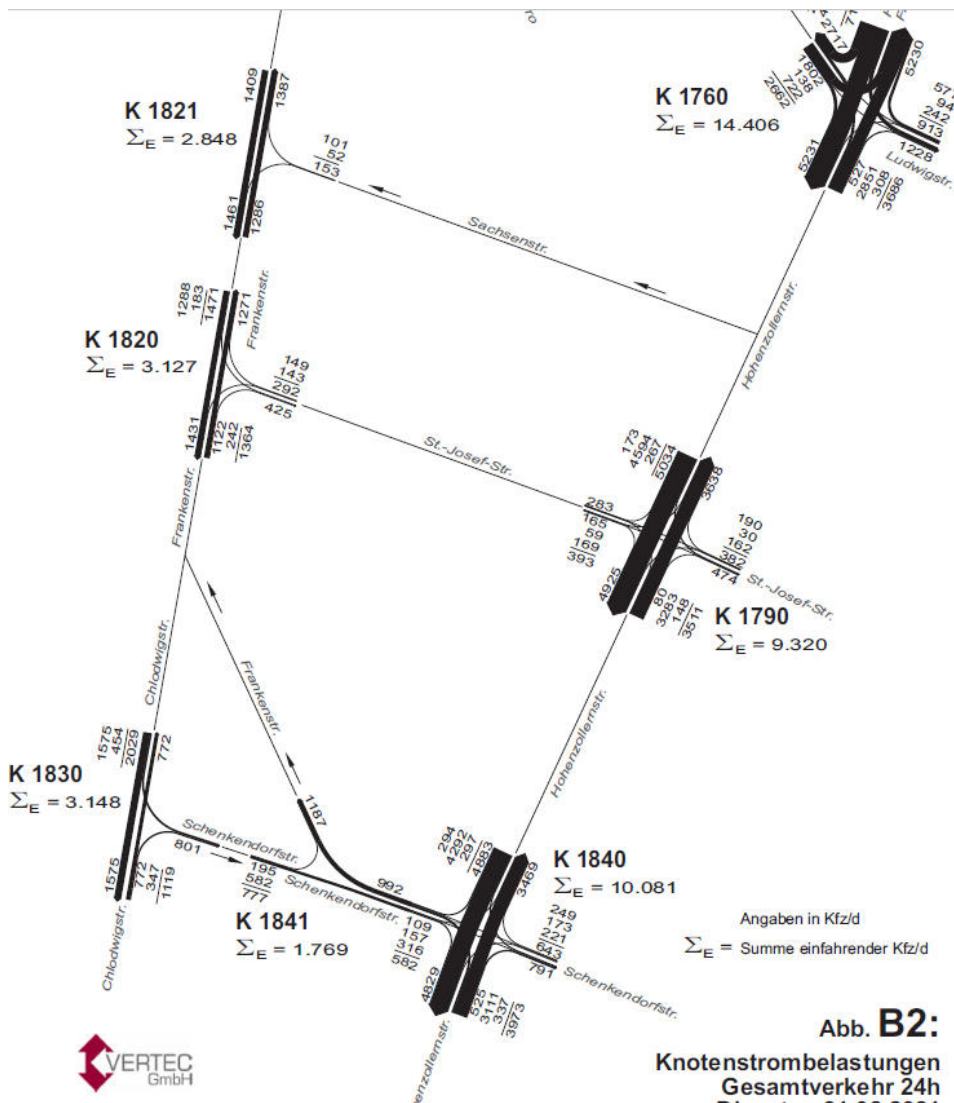 K 1821
ΣE = 2.848
1409
1387
101
52
153
1461
1286
Sachsenstr.
K 1760
ΣE = 14.406
2717
1802
138
722
2662
5230
242
913
1228
Ludwigstr.
5231
527
2851
308
3686
Hohenzollernstr.
K 1820
ΣE = 3.127
1288
183
1471
1271
Frankenstr.
149
143
292
425
1431
1122
242
1364
Frankenstr.
St.-Josef-Str.
173
4594
267
5034
3638
283
165
59
169
393
190
30
162
382
474
St.-Josef-Str.
4925
80
3283
148
3511
K 1790
ΣE = 9.320
Chlodwigstr.
Frankenstr.
Hohenzollernstr.
K 1830
ΣE = 3.148
1575
454
2029
772
Schenkendorfstr.
801
1575
772
347
1119
Chlodwigstr.
1187
195
582
777
Schenkendorfstr.
992
K 1841
ΣE = 1.769
109
157
316
582
294
4292
297
4883
3469
K 1840
ΣE = 10.081
249
173
221
643
791
Schenkendorfstr.
4829
525
3111
337
3973
Angaben in Kfz/d
ΣE = Summe einfahrender Kfz/d
VERTEC
GmbH
Abb. B2:
Knotenstrombelastungen
Gesamtverkehr 24h